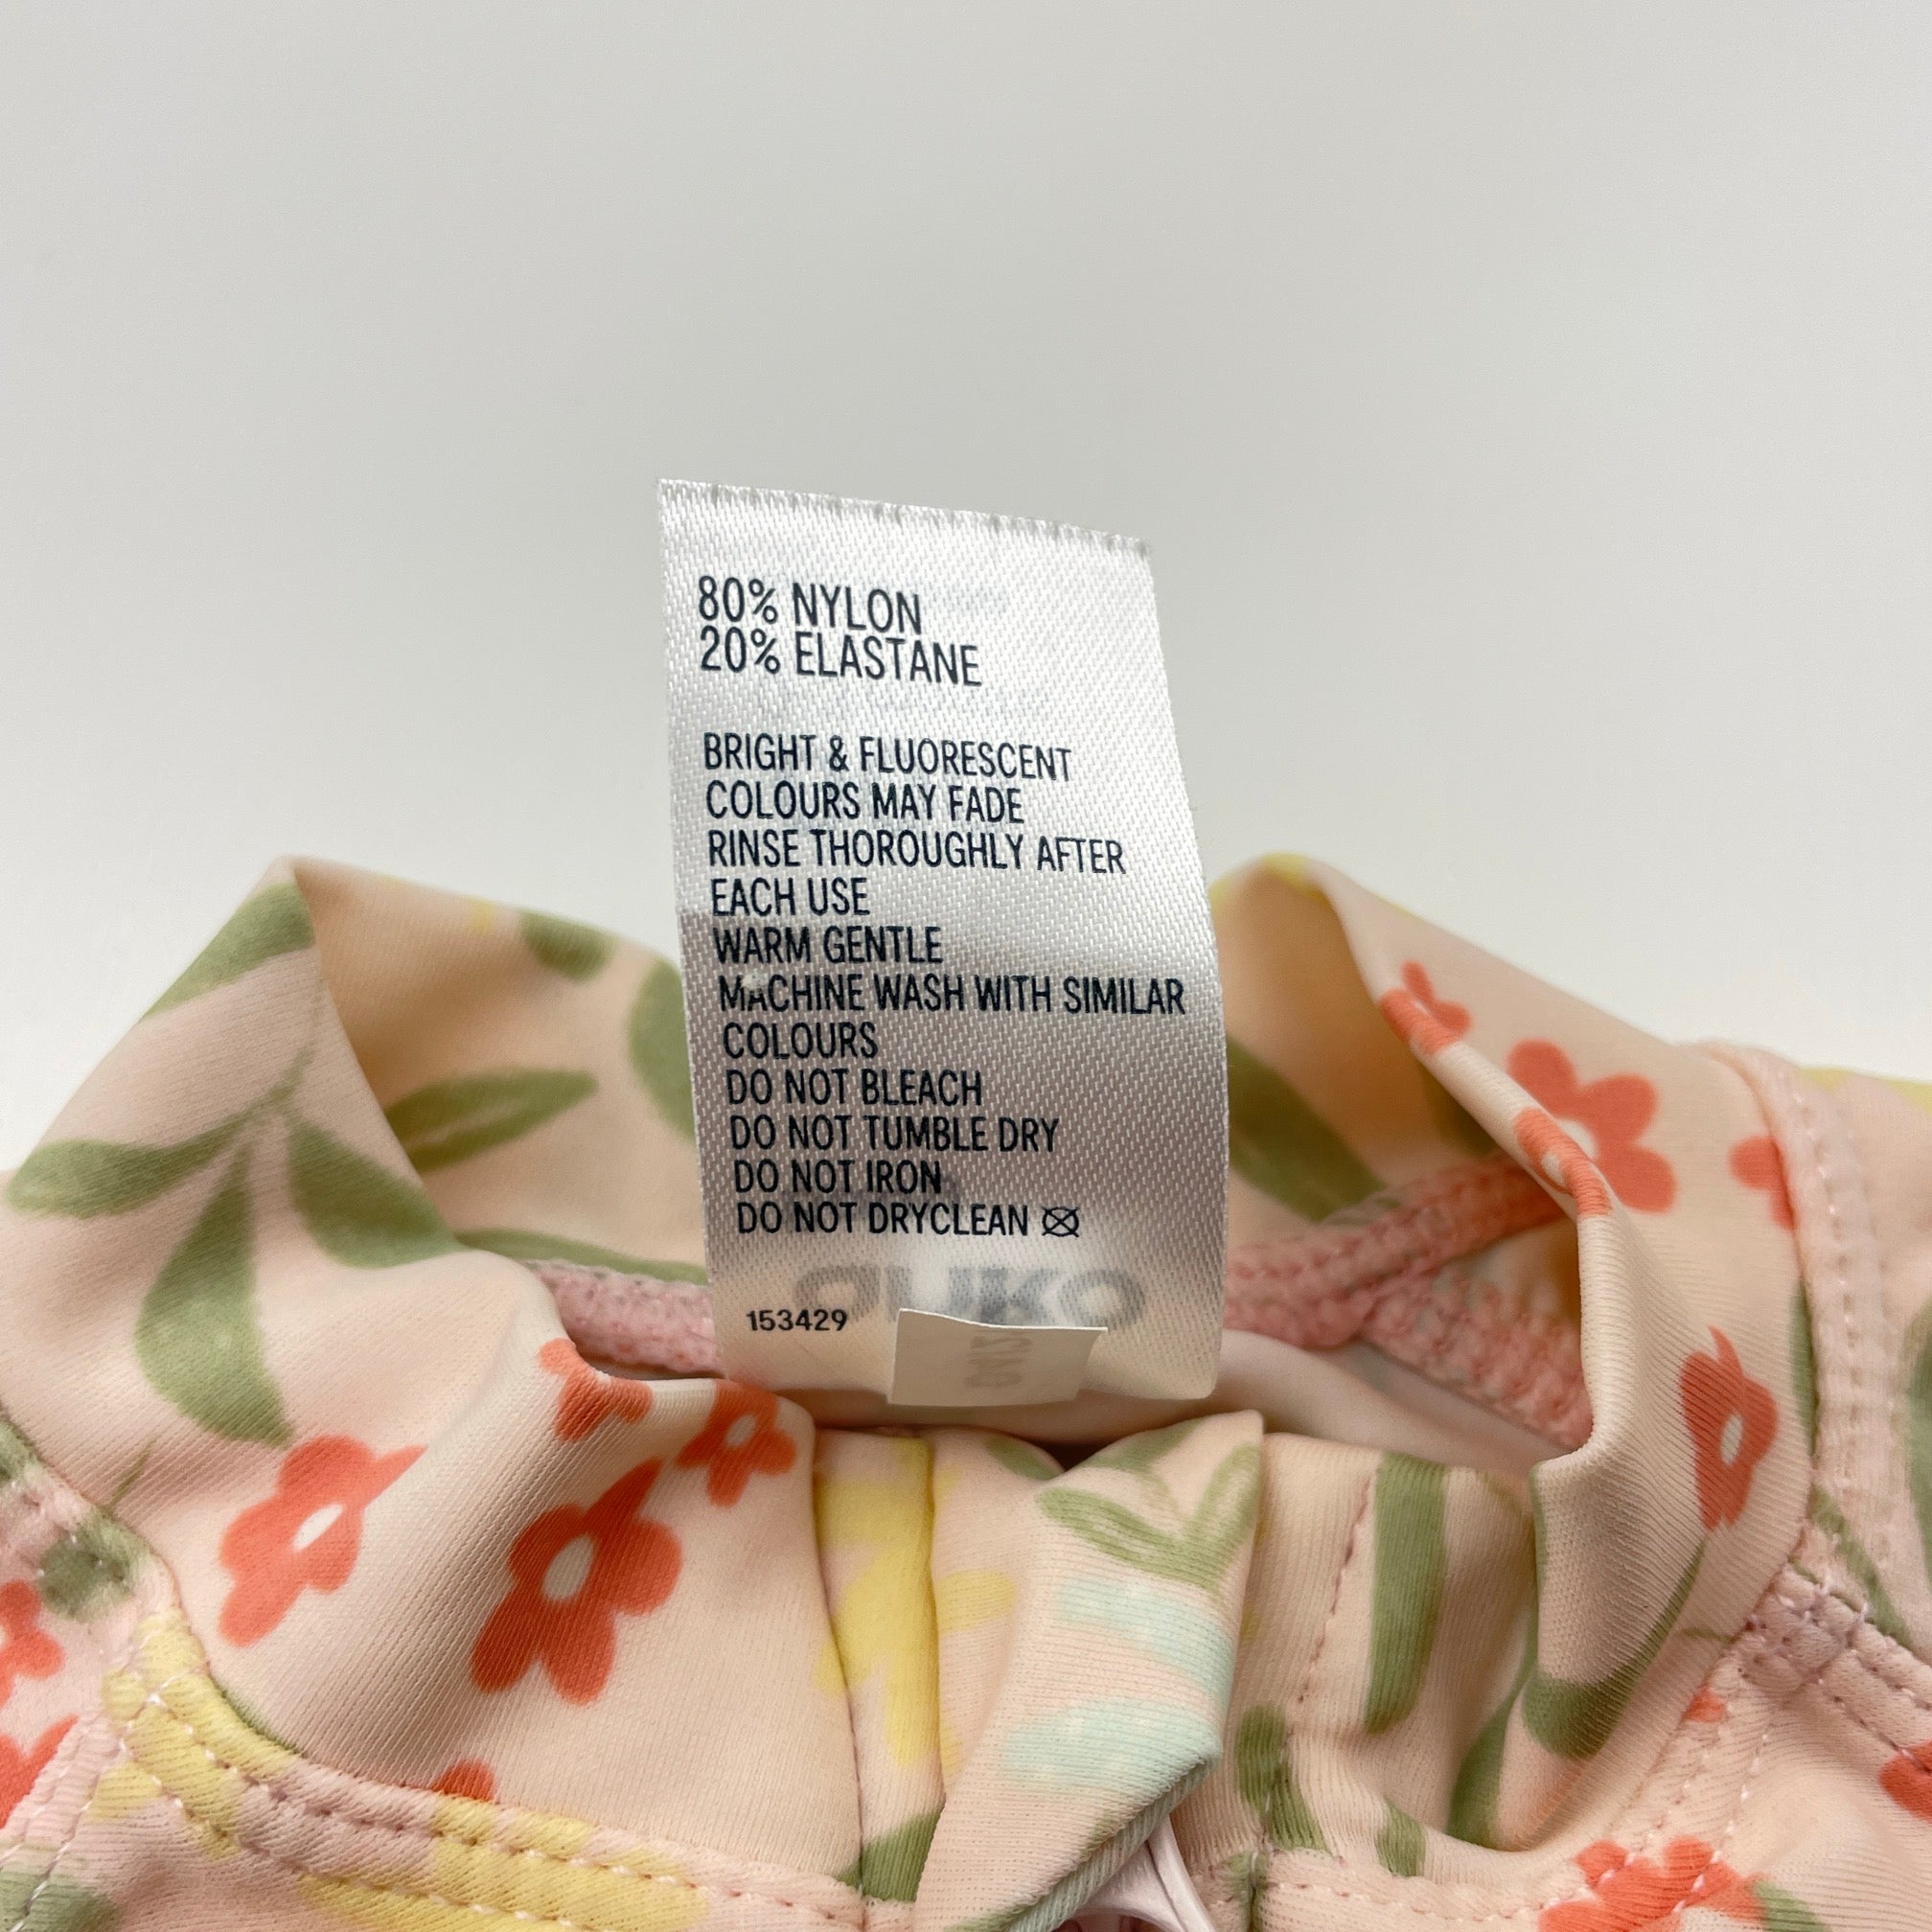 80% NYLON
20% ELASTANE
BRIGHT & FLUORESCENT
COLOURS MAY FADE
RINSE THOROUGHLY AFTER
EACH USE
WARM GENTLE
MACHINE WASH WITH SIMILAR
COLOURS
DO NOT BLEACH
DO NOT TUMBLE DRY
DO NOT IRON
DO NOT DRYCLEAN
153429